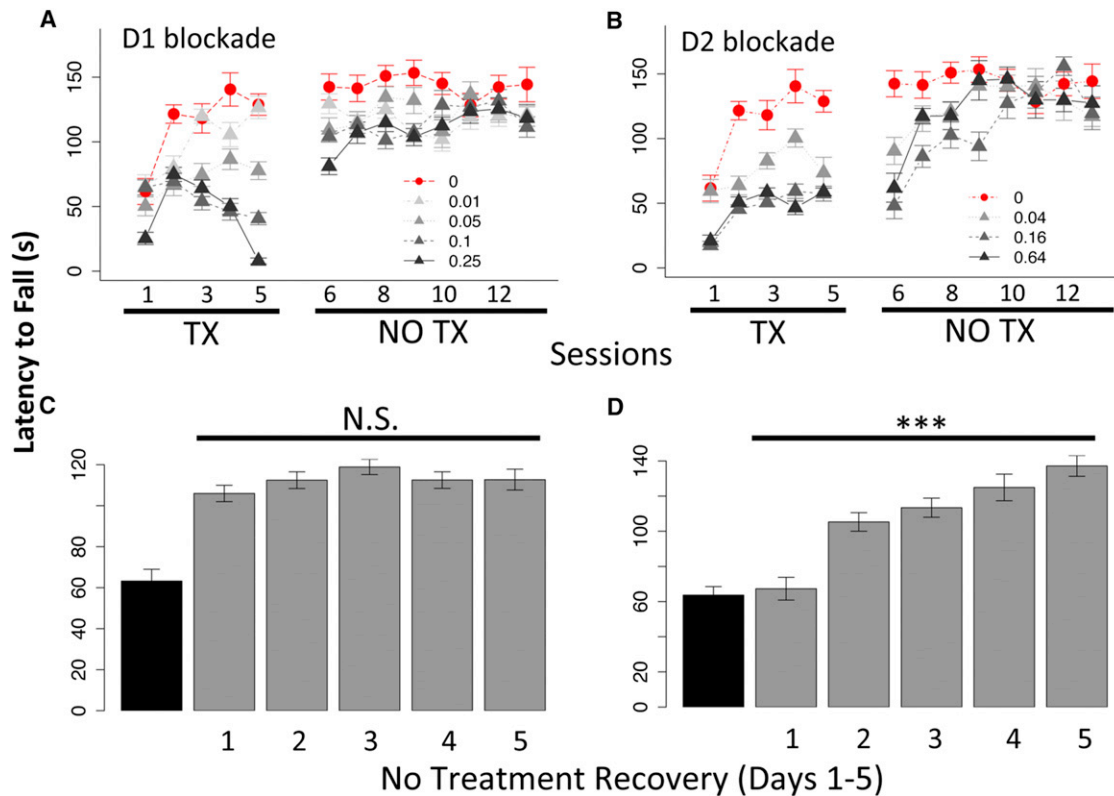 A
D1 blockade
150
100
50
0
0
0.01
0.05
0.1
0.25
1 3 5 6 8 10 12
TX NO TX
B
D2 blockade
150
100
50
0
0
0.04
0.16
0.64
1 3 5 6 8 10 12
TX NO TX
Sessions
Latency to Fall (s)
C
N.S.
120
80
60
40
20
0
1 2 3 4 5
D
***
140
100
60
40
20
0
1 2 3 4 5
No Treatment Recovery (Days 1-5)